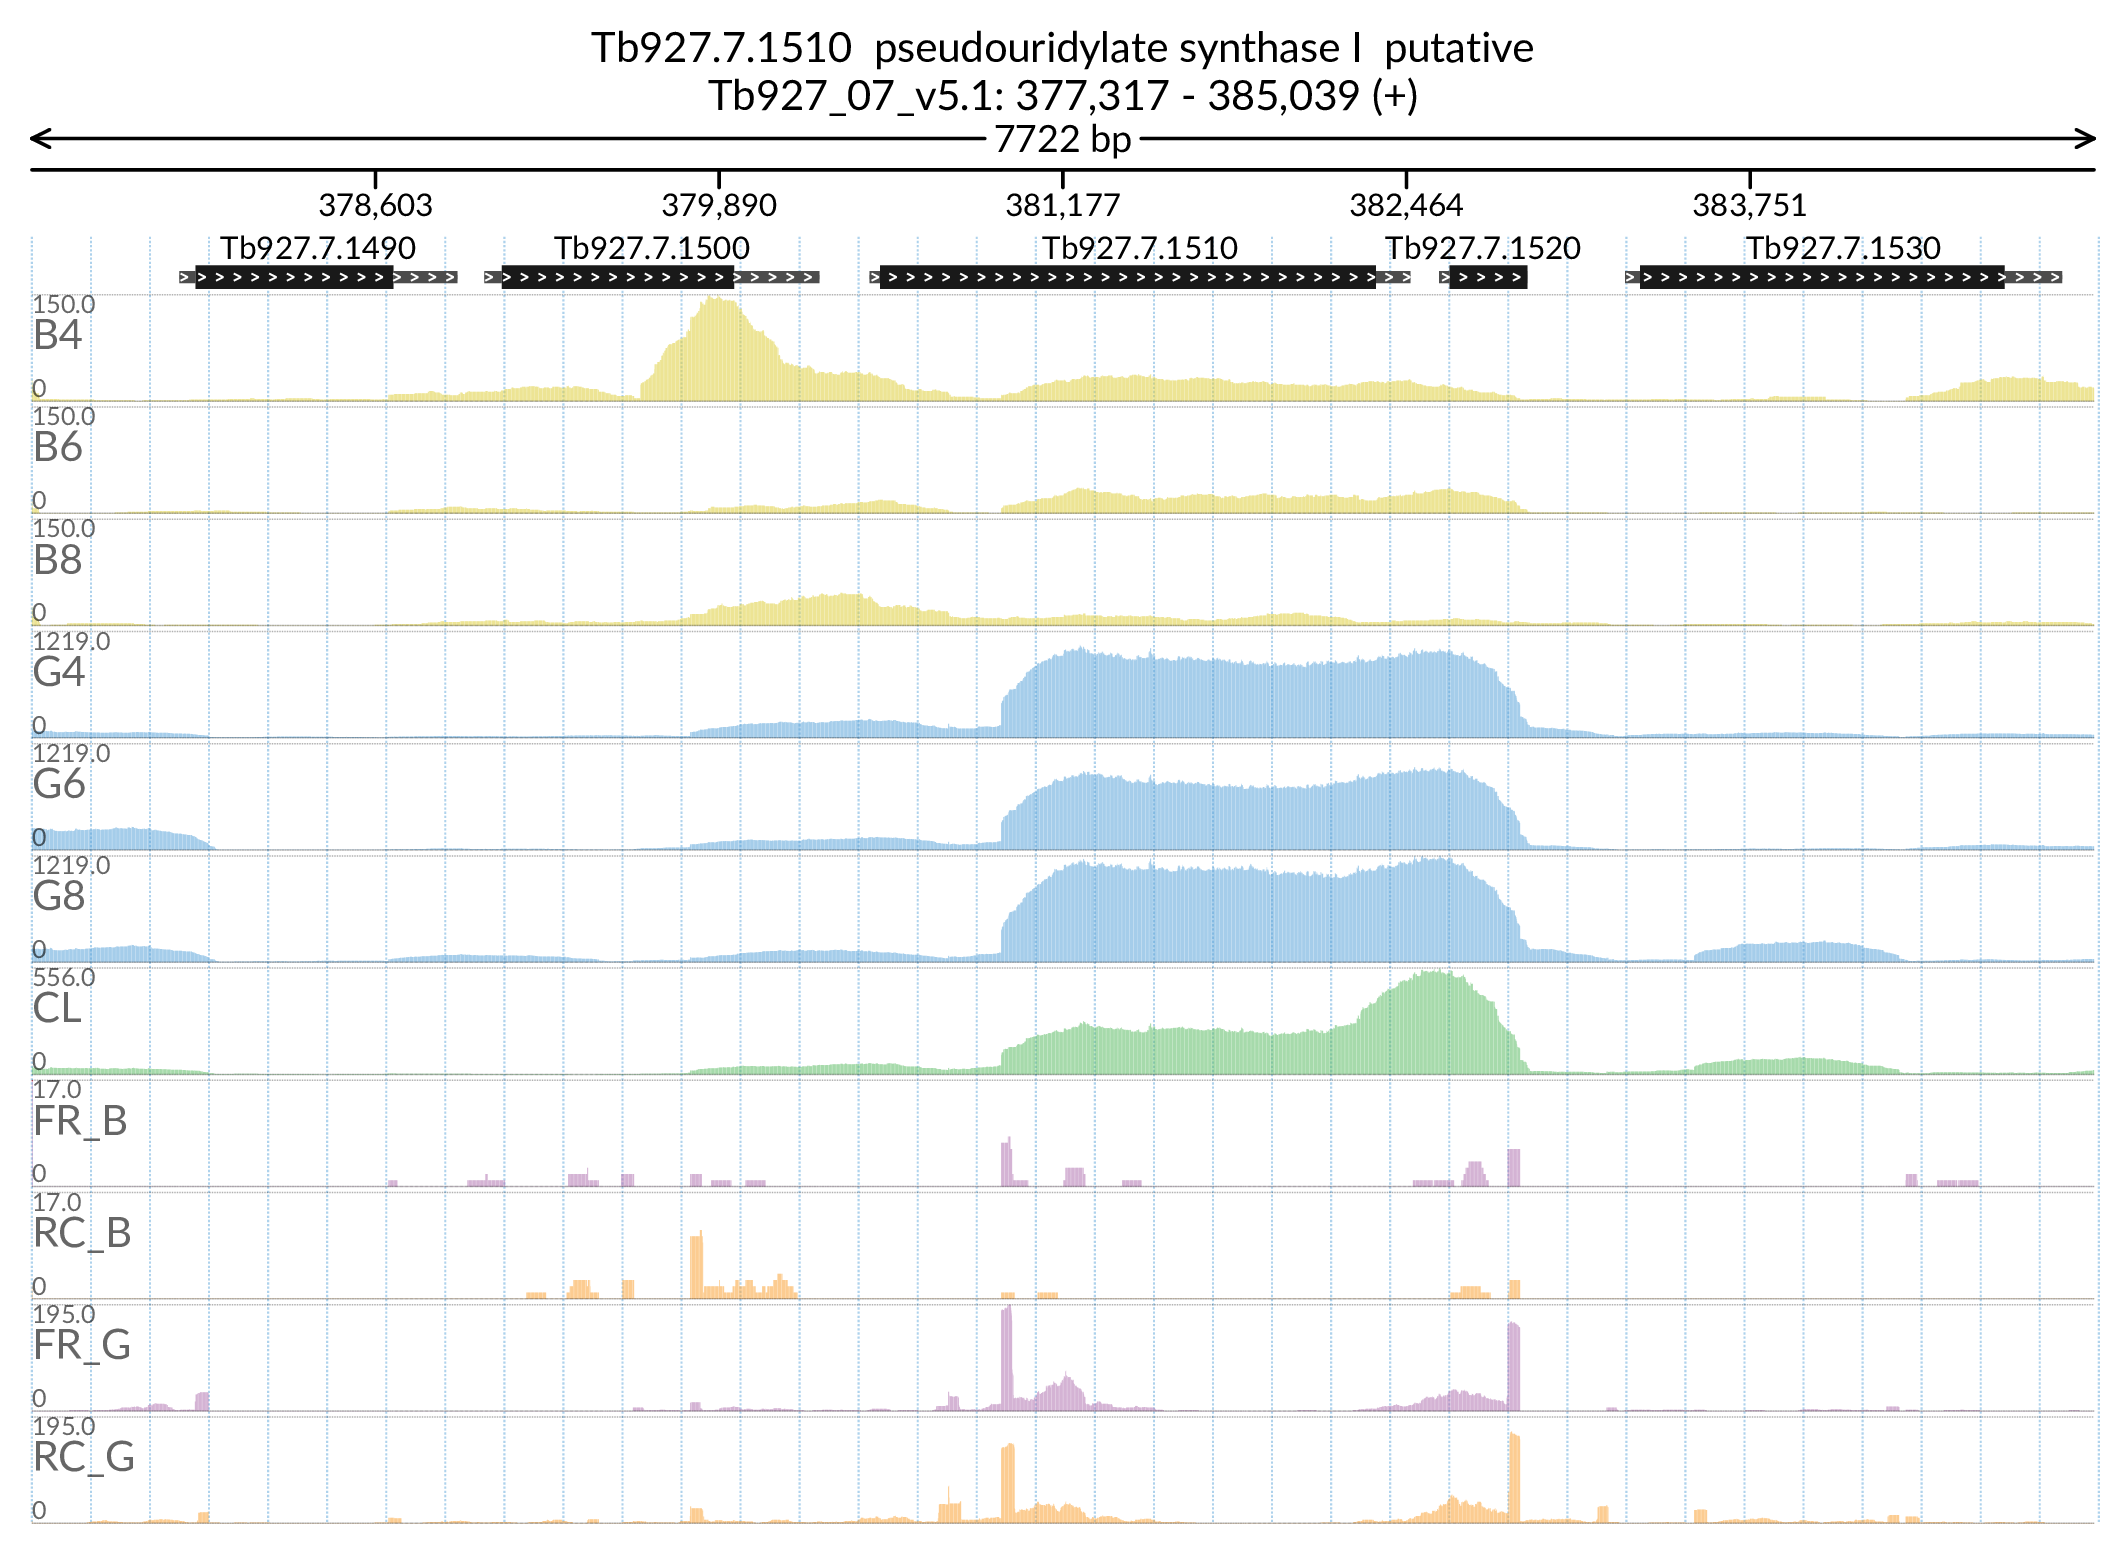 Tb927.7.1510 pseudouridylate synthase I putative
Tb927_07_v5.1: 377,317 - 385,039 (+)
7722 bp
378,603 379,890 381,177 382,464 383,751
Tb927.7.1490 Tb927.7.1500 Tb927.7.1510 Tb927.7.1520 Tb927.7.1530
150.0
B4
0
150.0
B6
0
150.0
B8
0
1219.0
G4
0
1219.0
G6
0
1219.0
G8
0
556.0
CL
0
17.0
FR_B
0
17.0
RC_B
0
195.0
FR_G
0
195.0
RC_G
0